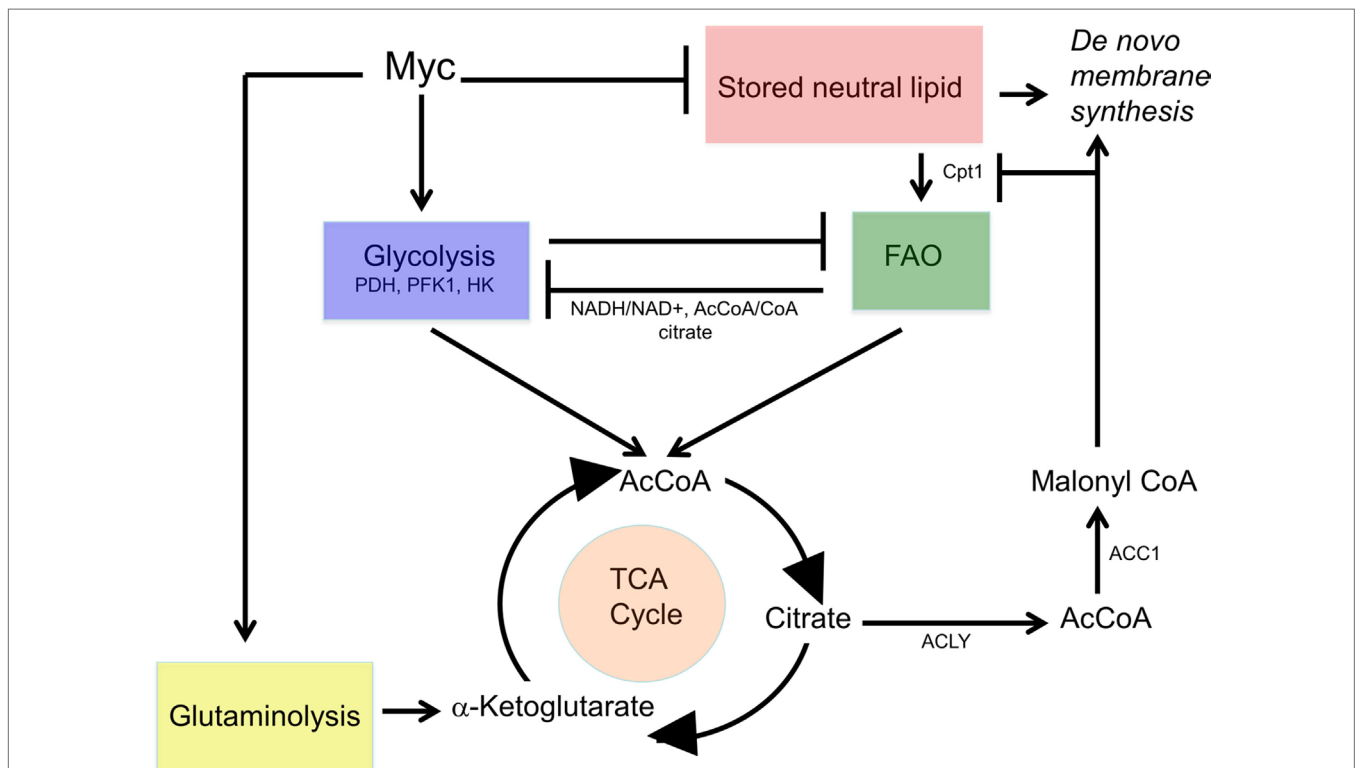 Myc
Stored neutral lipid
De novo
membrane
synthesis
Cpt1
Glycolysis
PDH, PFK1, HK
FAO
NADH/NAD+, AcCoA/CoA
citrate
AcCoA
Malonyl CoA
ACC1
TCA
Cycle
Citrate
ACLY
AcCoA
Glutaminolysis
α-Ketoglutarate